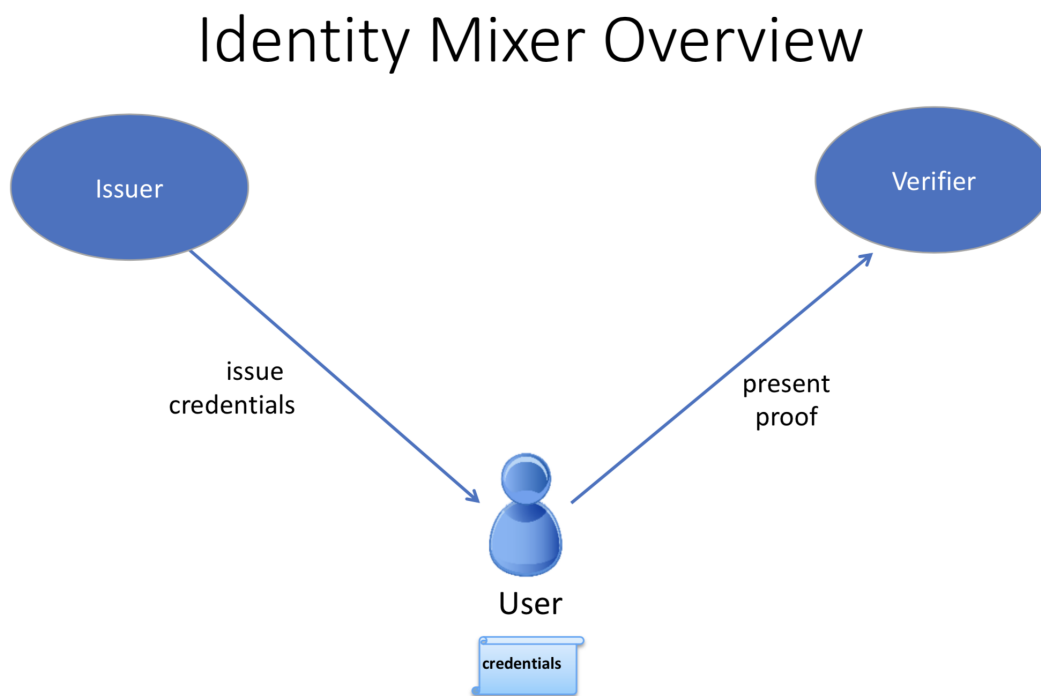 Identity Mixer Overview
Issuer
Verifier
issue
credentials
present
proof
User
credentials